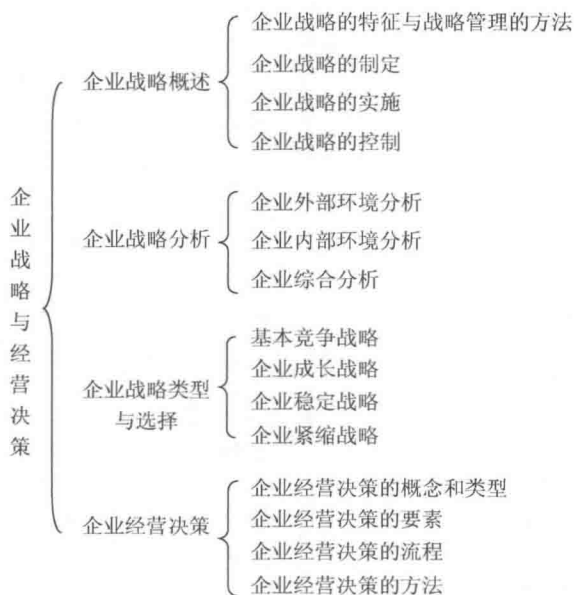 企业战略与经营决策
企业战略概述
企业战略的特征与战略管理的方法
企业战略的制定
企业战略的实施
企业战略的控制
企业战略分析
企业外部环境分析
企业内部环境分析
企业综合分析
企业战略类型
与选择
基本竞争战略
企业成长战略
企业稳定战略
企业紧缩战略
企业经营决策
企业经营决策的概念和类型
企业经营决策的要素
企业经营决策的流程
企业经营决策的方法